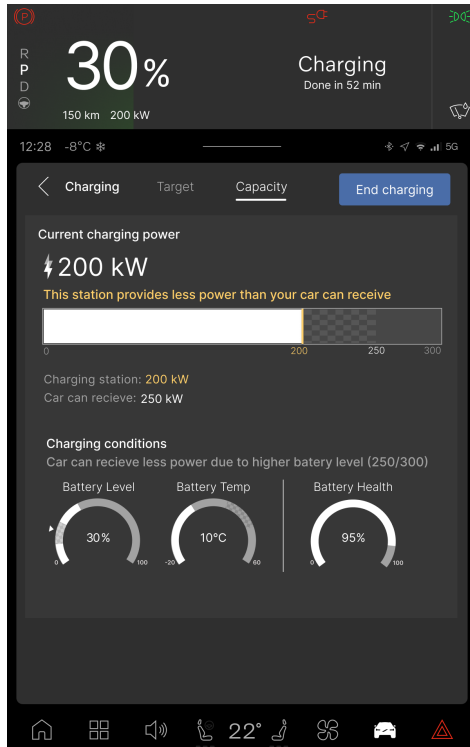 (P)
R
P
D
30%
150 km 200 kW
Charging
Done in 52 min
12:28 -8°C
5G
Charging Target Capacity End charging
Current charging power
200 kW
This station provides less power than your car can receive
0 200 250 300
Charging station: 200 kW
Car can recieve: 250 kW
Charging conditions
Car can recieve less power due to higher batery level (250/300)
Battery Level Battery Temp Battery Health
30% 10°C 95%
0 100 -20 60 0 100
22°